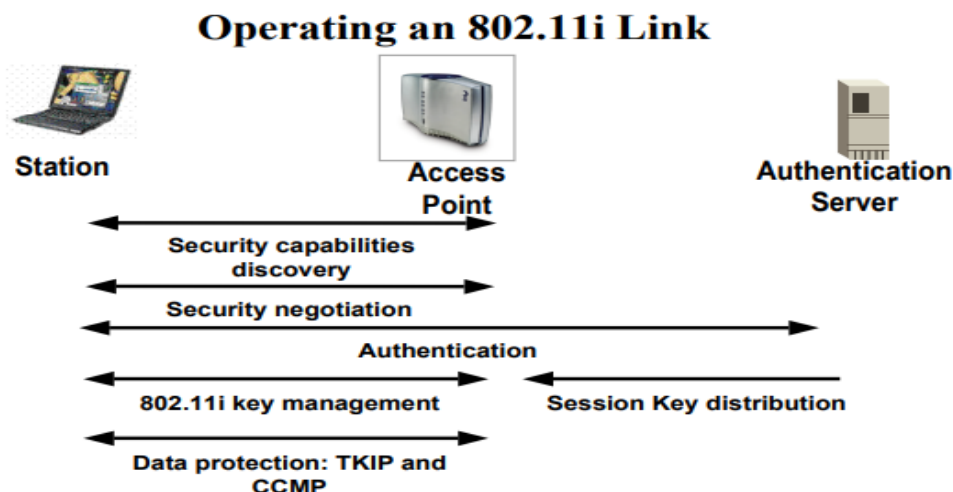 Operating an 802.11i Link
Station
Access
Point
Authentication
Server
Security capabilities
discovery
Security negotiation
Authentication
802.11i key management
Session Key distribution
Data protection: TKIP and
CCMP